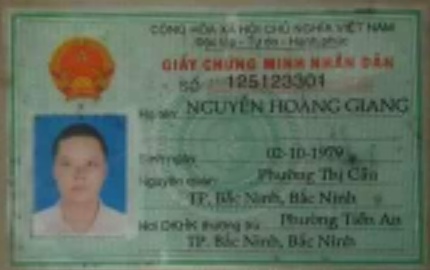 CỘNG HÒA XÃ HỘI CHỦ NGHĨA VIỆT NAM
Độc lập - Tự do - Hạnh phúc
GIẤY CHỨNG MINH NHÂN DÂN
SỐ 125123301
Họ tên: NGUYỄN HOÀNG GIANG
Sinh ngày: 02-10-1979
Nguyên quán: Phường Thị Cầu
TP. Bắc Ninh, Bắc Ninh
Nơi ĐKHK thường trú: Phường Tiền An
TP. Bắc Ninh, Bắc Ninh